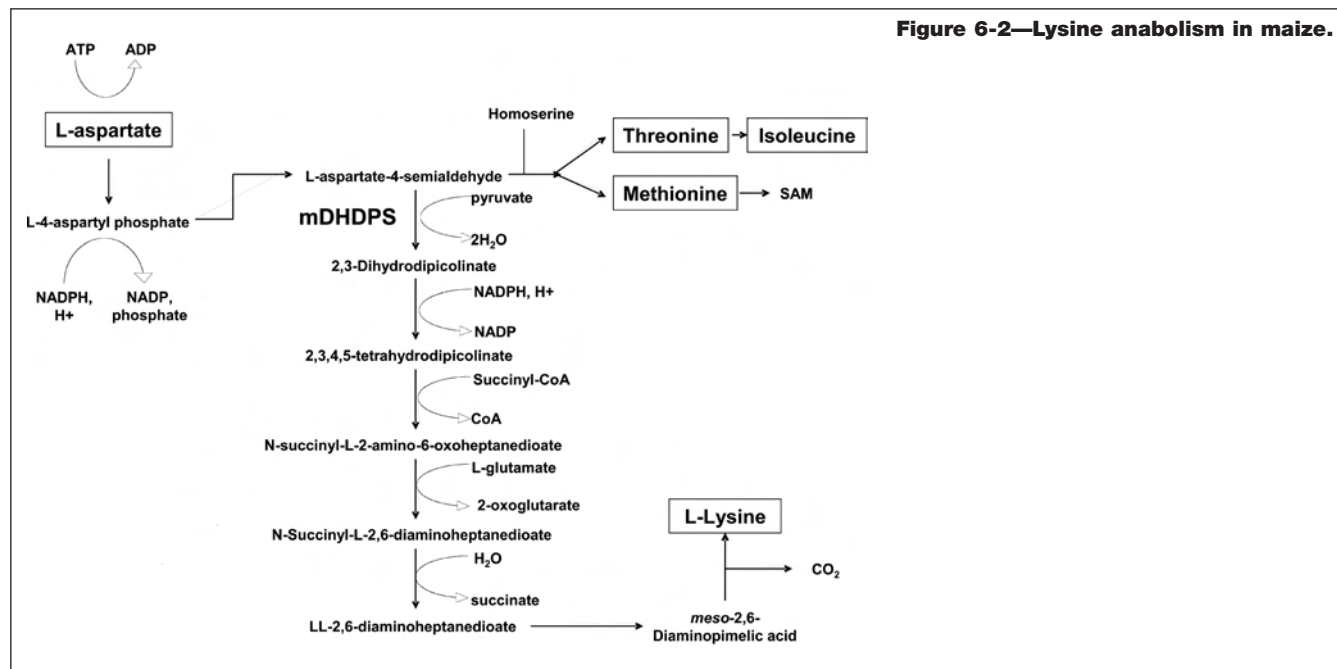 Figure 6-2—Lysine anabolism in maize.
ATP
ADP
L-aspartate
L-4-aspartyl phosphate
NADPH,
H+
NADP,
phosphate
Homoserine
L-aspartate-4-semialdehyde
Threonine
Isoleucine
Methionine
SAM
mDHDPS
pyruvate
2H₂O
2,3-Dihydrodipicolinate
NADPH, H+
NADP
2,3,4,5-tetrahydrodipicolinate
Succinyl-CoA
CoA
N-succinyl-L-2-amino-6-oxoheptanedioate
L-glutamate
2-oxoglutarate
N-Succinyl-L-2,6-diaminoheptanedioate
H₂O
succinate
LL-2,6-diaminoheptanedioate
meso-2,6-
Diaminopimelic acid
L-Lysine
CO₂